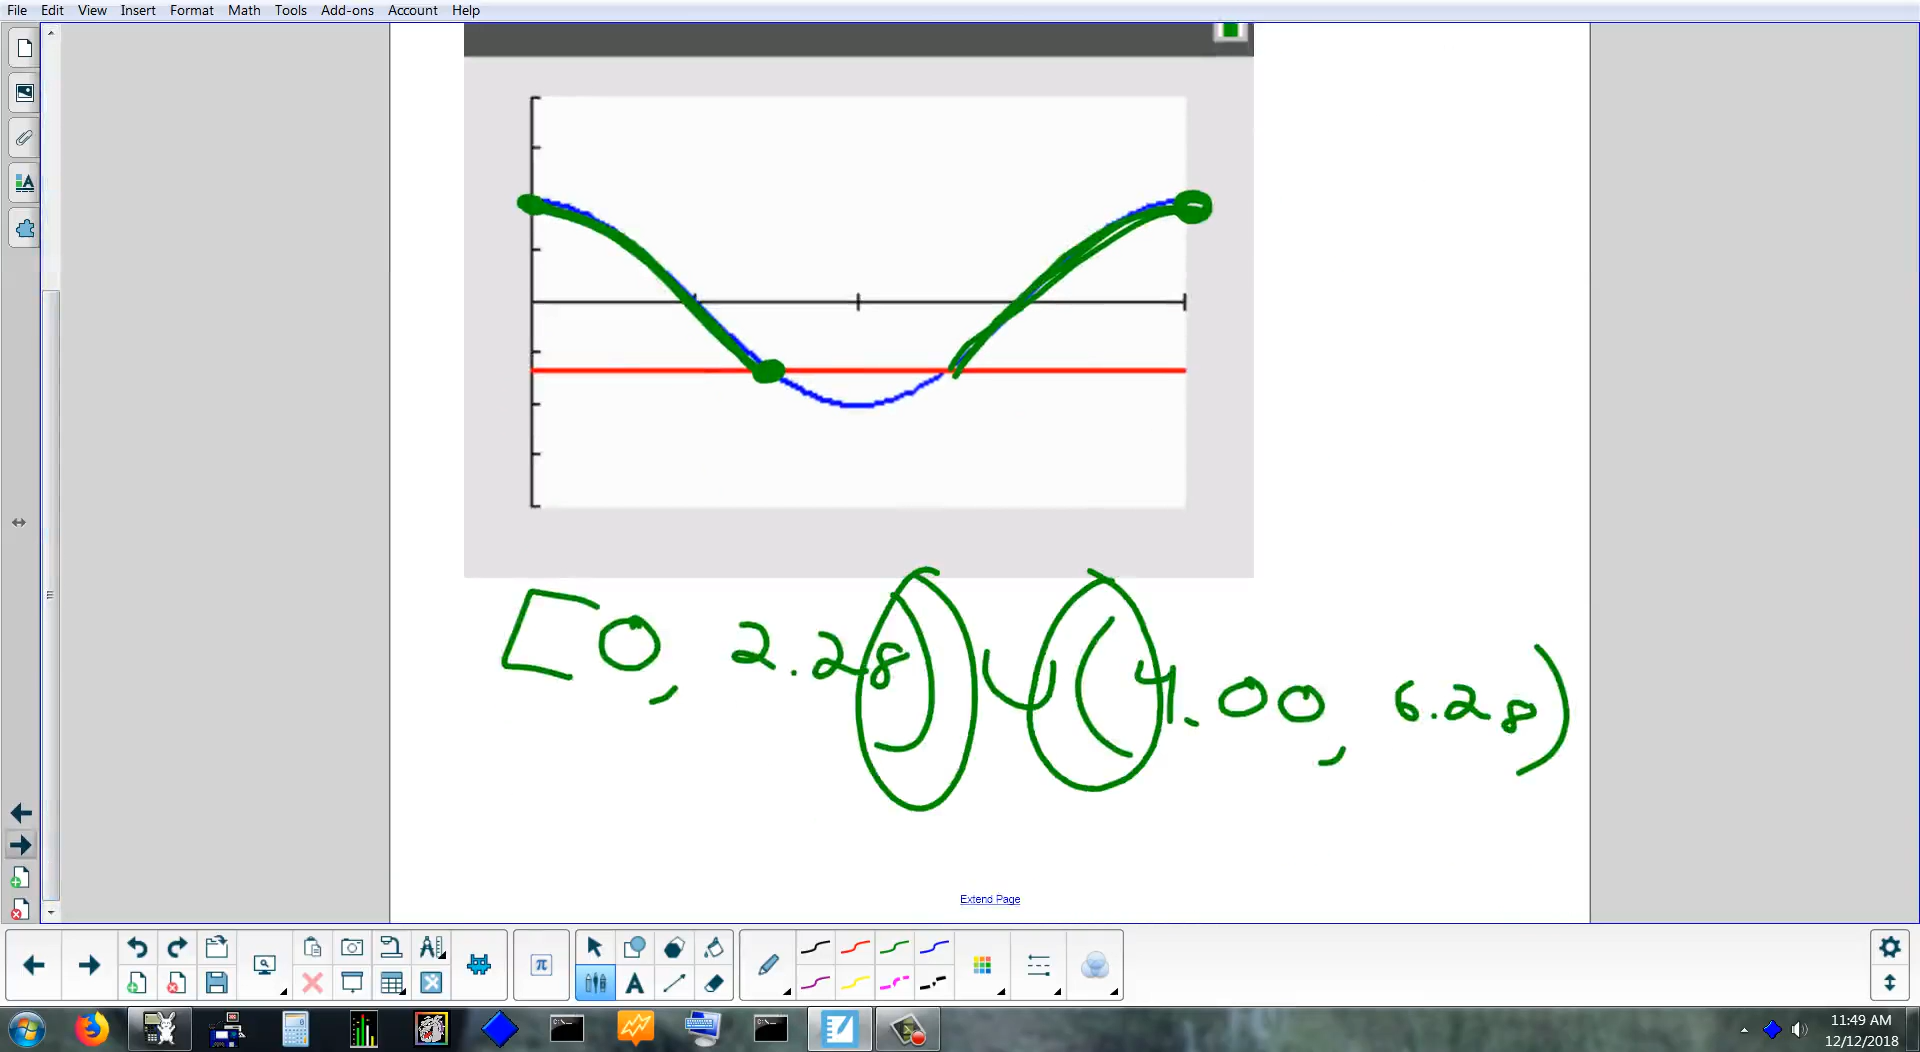 File Edit View Insert Format Math Tools Add-ons Account Help
[0, 2.28) ∪ (4.00, 6.28)
Extend Page
π
A
11:49 AM
12/12/2018